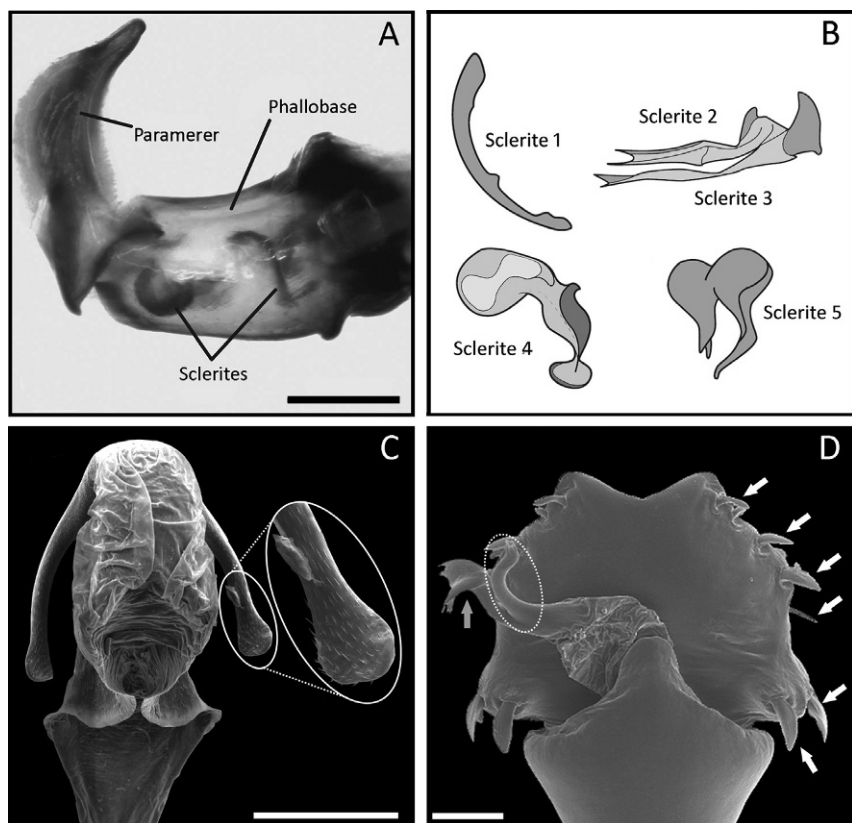 A
Phallobase
Paramerer
Sclerites
B
Sclerite 1
Sclerite 2
Sclerite 3
Sclerite 4
Sclerite 5
C
D